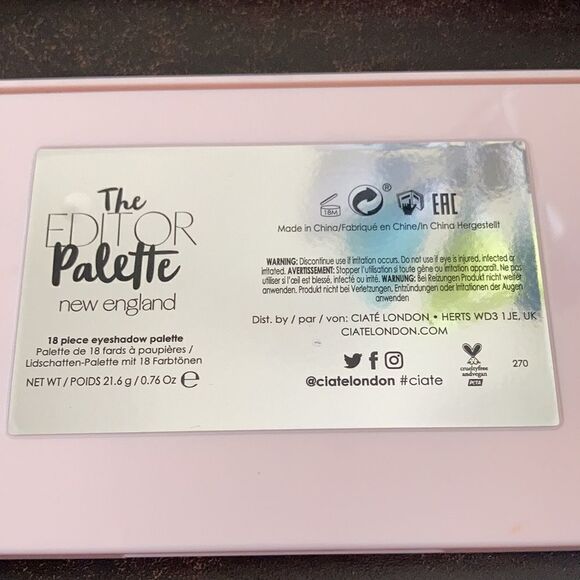 The
EDITOR
Palette
new england
18 piece eyeshadow palette
Palette de 18 fards à paupières /
Lidschatten-Palette mit 18 Farbtönen
NET WT / POIDS 21.6 g / 0.76 Oz e
18M ® EAC
Made in China/Fabriqué en Chine/In China Hergestellt
WARNING: Discontinue use if irritation occurs. Do not use if eye is injured, infected or
irritated. AVERTISSEMENT: Stopper l'utilisation si toute gêne ou irritation apparaît. Ne pas
utiliser si l'œil est blessé, infecté ou irrité. WARNUNG: Bei Reizungen Produkt nicht weiter
anwenden. Produkt nicht bei Verletzungen, Entzündungen oder Irritationen der Augen
anwenden
Dist. by / par / von: CIATÉ LONDON • HERTS WD3 1JE, UK
CIATELONDON.COM
@ciatelondon #ciate
crueltyfree
andvegan
PETA
270